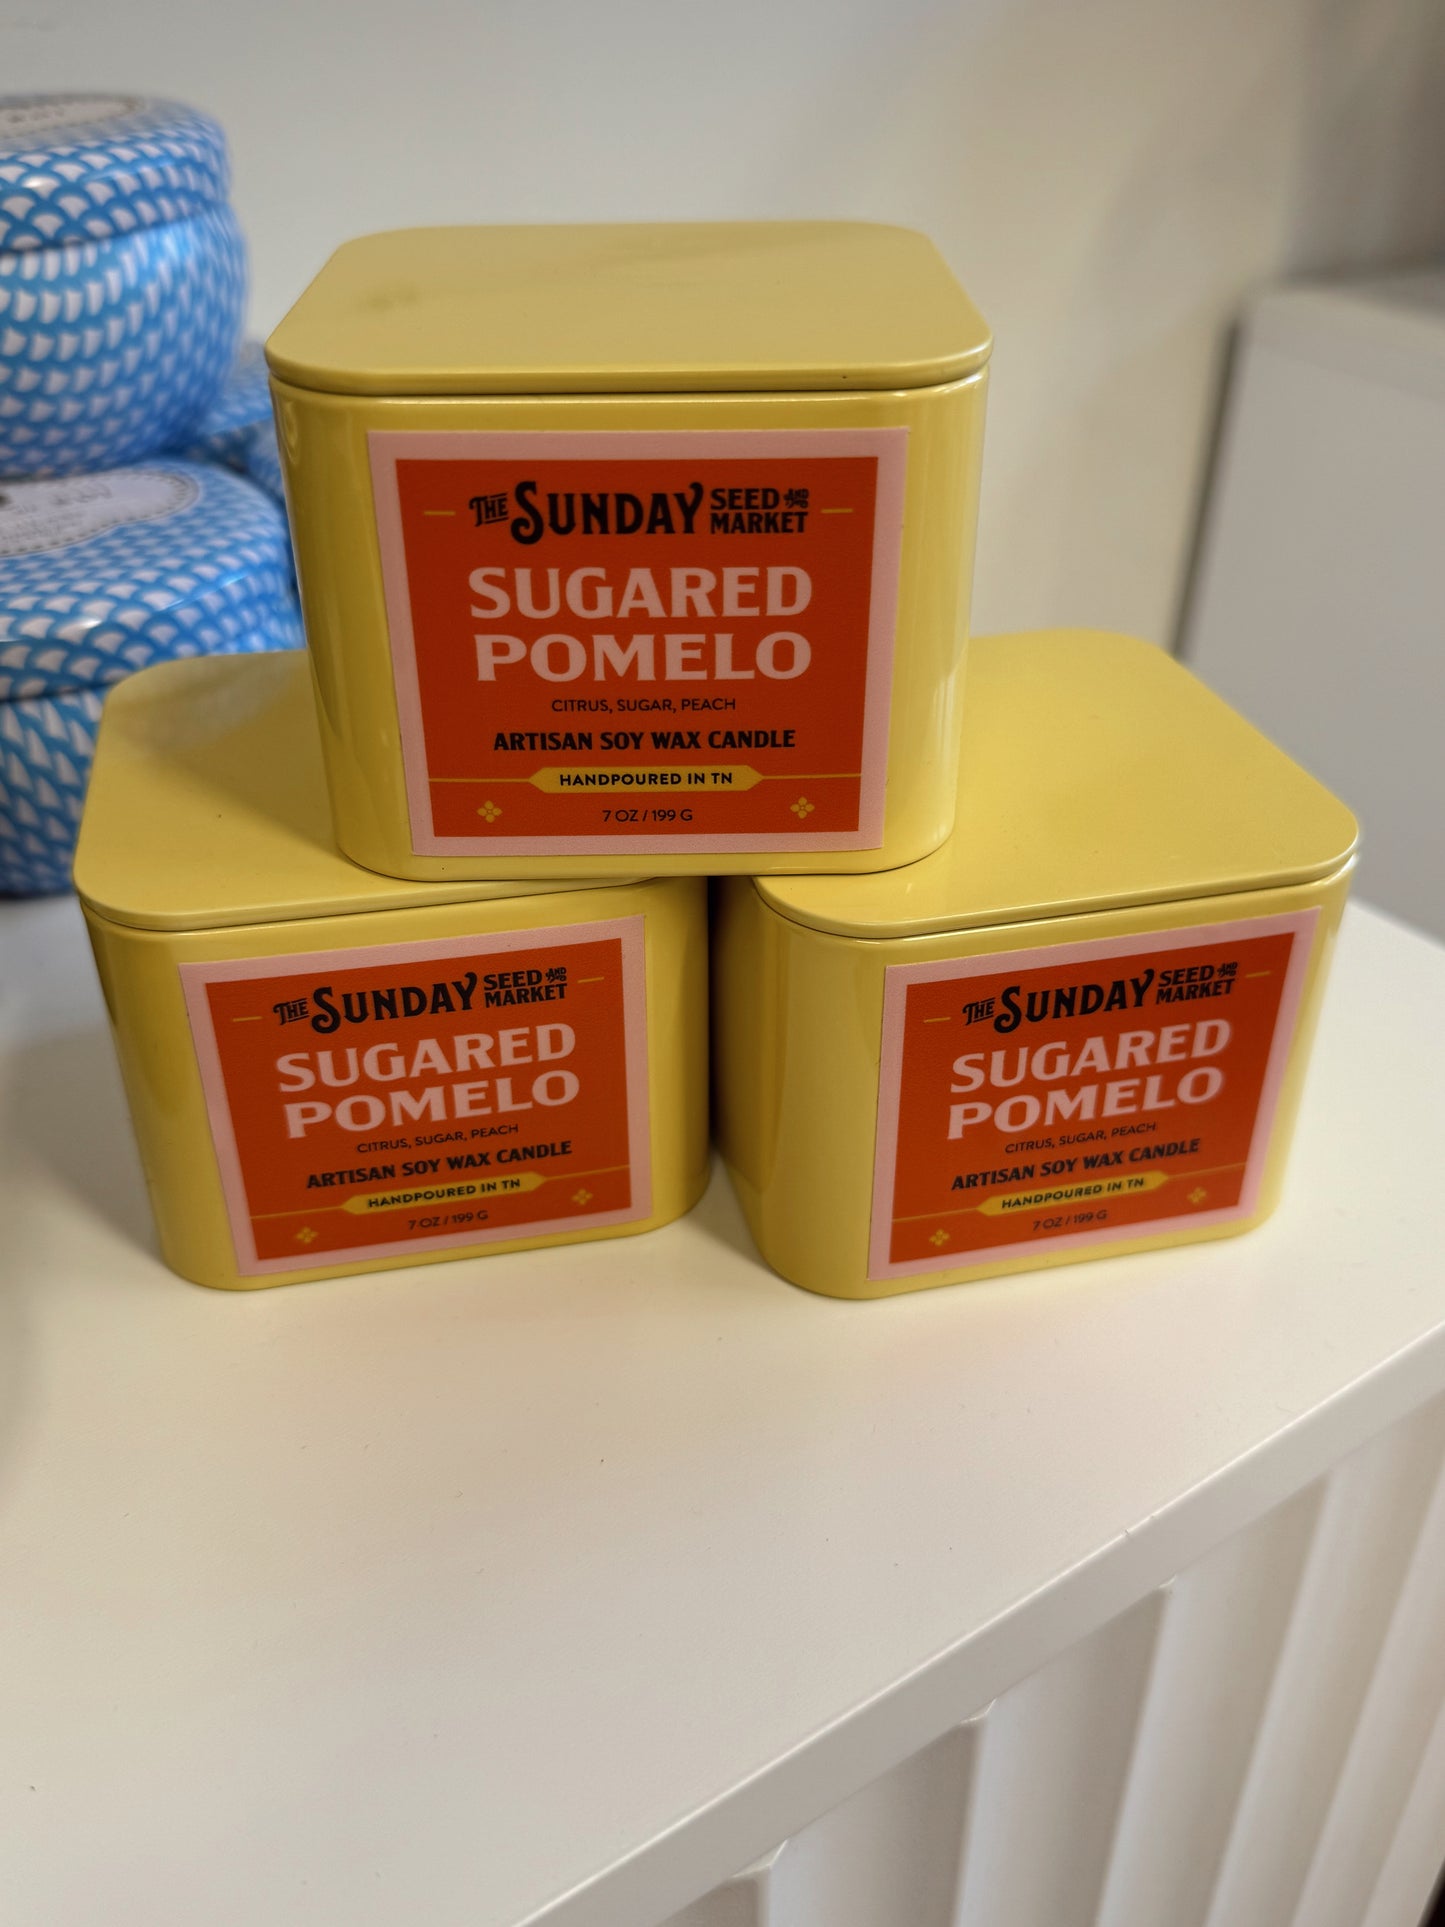 THE SUNDAY SEED AND MARKET
SUGARED
POMELO
CITRUS, SUGAR, PEACH
ARTISAN SOY WAX CANDLE
HANDPOURED IN TN
7 OZ / 199 G
THE SUNDAY SEED AND MARKET
SUGARED
POMELO
CITRUS, SUGAR, PEACH
ARTISAN SOY WAX CANDLE
HANDPOURED IN TN
7 OZ / 199 G
THE SUNDAY SEED AND MARKET
SUGARED
POMELO
CITRUS, SUGAR, PEACH
ARTISAN SOY WAX CANDLE
HANDPOURED IN TN
7 OZ / 199 G